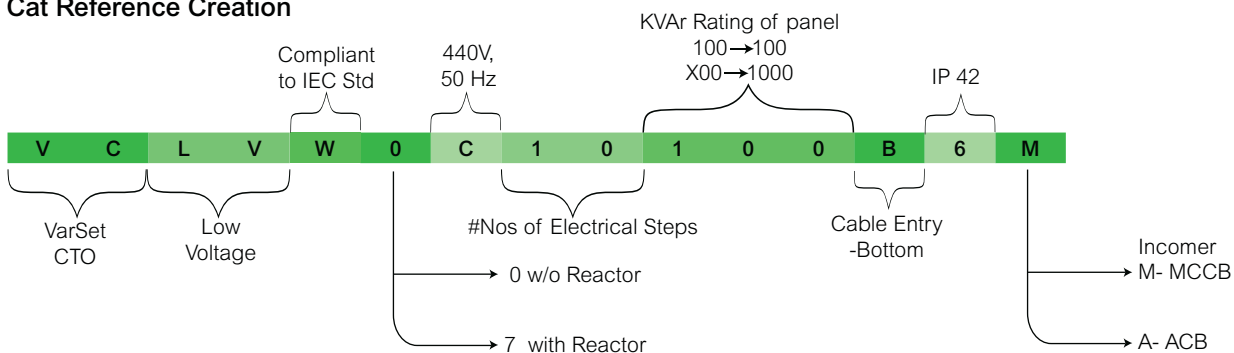 Cat Reference Creation
KVAr Rating of panel
100→100
X00→1000
Compliant
to IEC Std
440V,
50 Hz
IP 42
V C L V W 0 C 1 0 1 0 0 B 6 M
VarSet
CTO
Low
Voltage
#Nos of Electrical Steps
Cable Entry
-Bottom
0 w/o Reactor
7 with Reactor
Incomer
M- MCCB
A- ACB